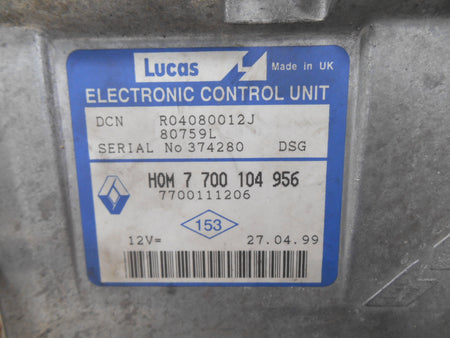 Lucas
Made in UK
ELECTRONIC CONTROL UNIT
DCN R04080012J
80759L
SERIAL No 374280 DSG
HOM 7 700 104 956
7700111206
153
12V= 27.04.99